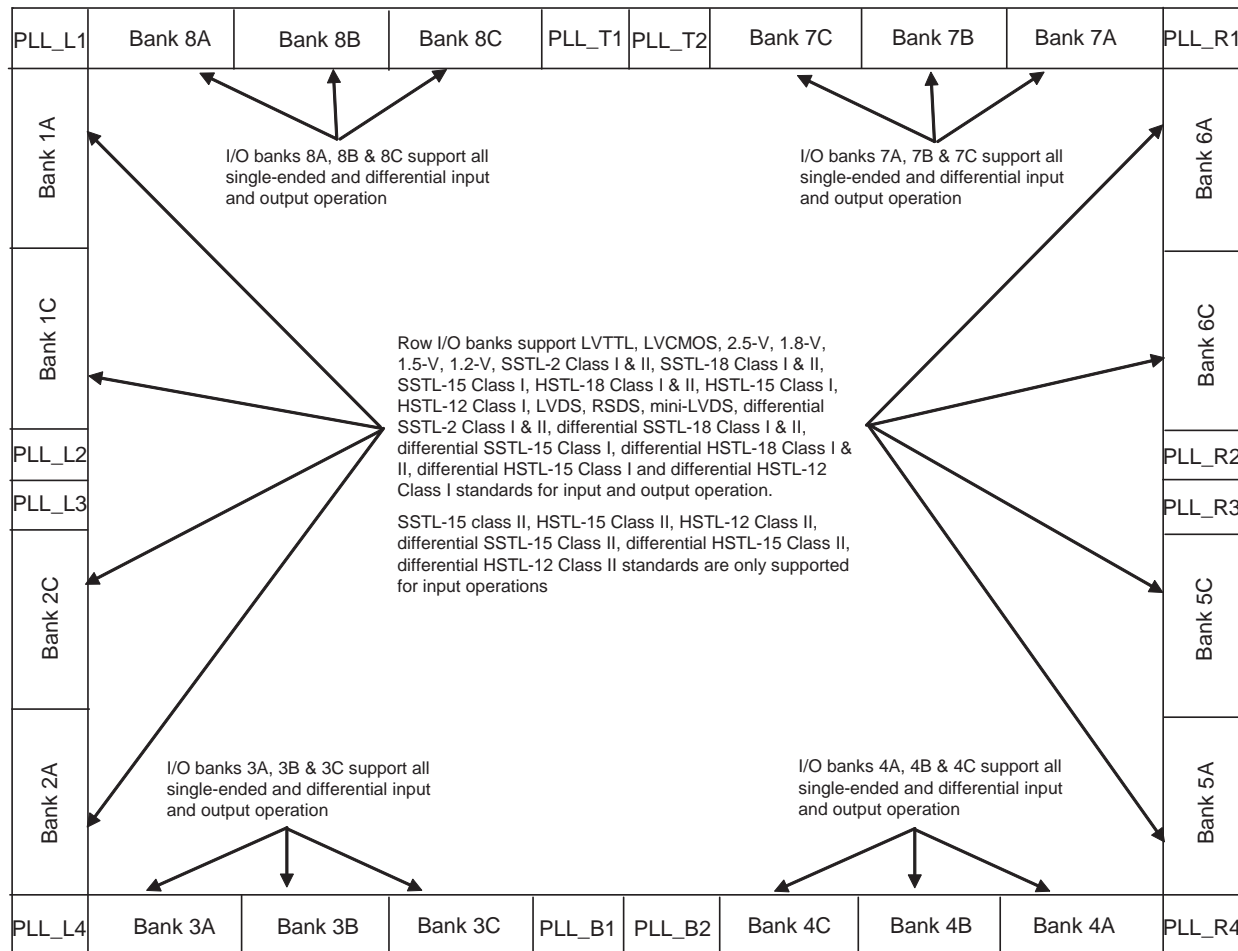 PLL_L1
Bank 8A
Bank 8B
Bank 8C
PLL_T1
PLL_T2
Bank 7C
Bank 7B
Bank 7A
PLL_R1
Bank 1A
I/O banks 8A, 8B & 8C support all
single-ended and differential input
and output operation
I/O banks 7A, 7B & 7C support all
single-ended and differential input
and output operation
Bank 6A
Bank 1C
Row I/O banks support LVTTL, LVCMOS, 2.5-V, 1.8-V,
1.5-V, 1.2-V, SSTL-2 Class I & II, SSTL-18 Class I & II,
SSTL-15 Class I, HSTL-18 Class I & II, HSTL-15 Class I,
HSTL-12 Class I, LVDS, RSDS, mini-LVDS, differential
SSTL-2 Class I & II, differential SSTL-18 Class I & II,
differential SSTL-15 Class I, differential HSTL-18 Class I &
II, differential HSTL-15 Class I and differential HSTL-12
Class I standards for input and output operation.
SSTL-15 class II, HSTL-15 Class II, HSTL-12 Class II,
differential SSTL-15 Class II, differential HSTL-15 Class II,
differential HSTL-12 Class II standards are only supported
for input operations
Bank 6C
PLL_L2
PLL_R2
PLL_L3
PLL_R3
Bank 2C
Bank 5C
Bank 2A
I/O banks 3A, 3B & 3C support all
single-ended and differential input
and output operation
I/O banks 4A, 4B & 4C support all
single-ended and differential input
and output operation
Bank 5A
PLL_L4
Bank 3A
Bank 3B
Bank 3C
PLL_B1
PLL_B2
Bank 4C
Bank 4B
Bank 4A
PLL_R4